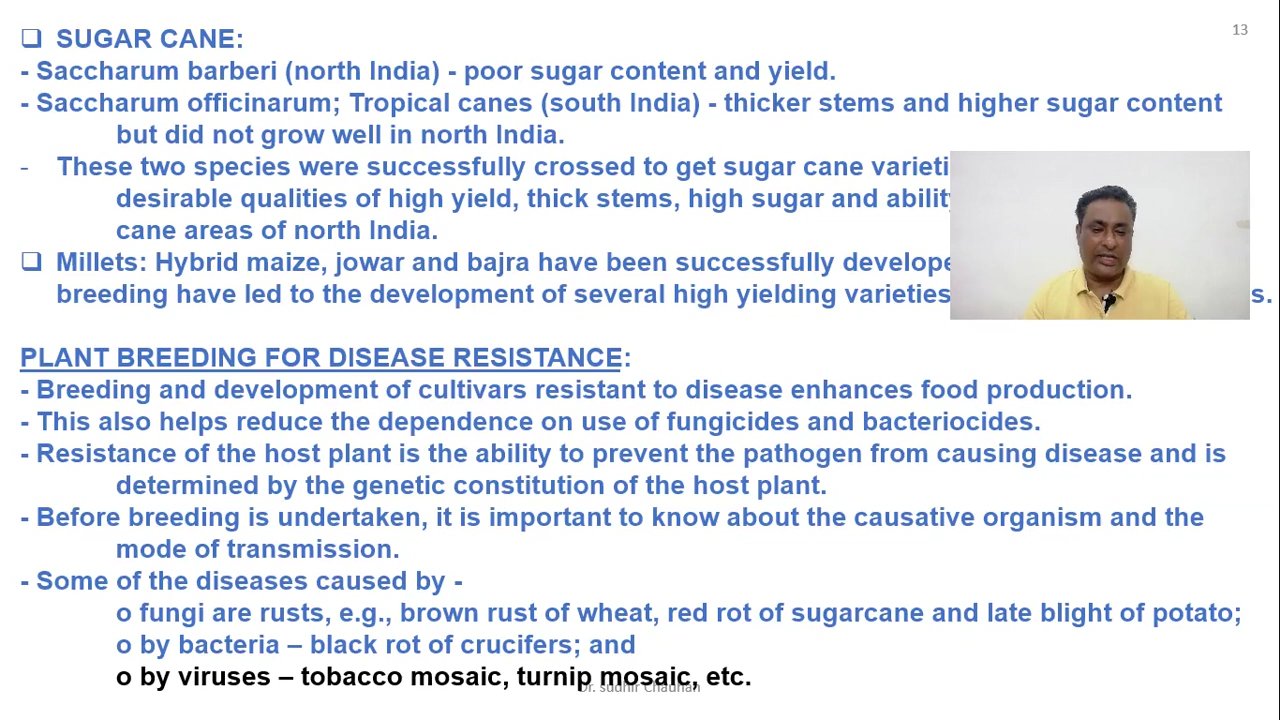 13
❑ SUGAR CANE:
- Saccharum barberi (north India) - poor sugar content and yield.
- Saccharum officinarum; Tropical canes (south India) - thicker stems and higher sugar content
but did not grow well in north India.
- These two species were successfully crossed to get sugar cane
desirable qualities of high yield, thick stems, high sugar and
cane areas of north India.
❑ Millets: Hybrid maize, jowar and bajra have been successfully
breeding have led to the development of several high yielding varieties s.
PLANT BREEDING FOR DISEASE RESISTANCE:
- Breeding and development of cultivars resistant to disease enhances food production.
- This also helps reduce the dependence on use of fungicides and bacteriocides.
- Resistance of the host plant is the ability to prevent the pathogen from causing disease and is
determined by the genetic constitution of the host plant.
- Before breeding is undertaken, it is important to know about the causative organism and the
mode of transmission.
- Some of the diseases caused by -
o fungi are rusts, e.g., brown rust of wheat, red rot of sugarcane and late blight of potato;
o by bacteria – black rot of crucifers; and
o by viruses – tobacco mosaic, turnip mosaic, etc.
Dr. sudhir Chauhan